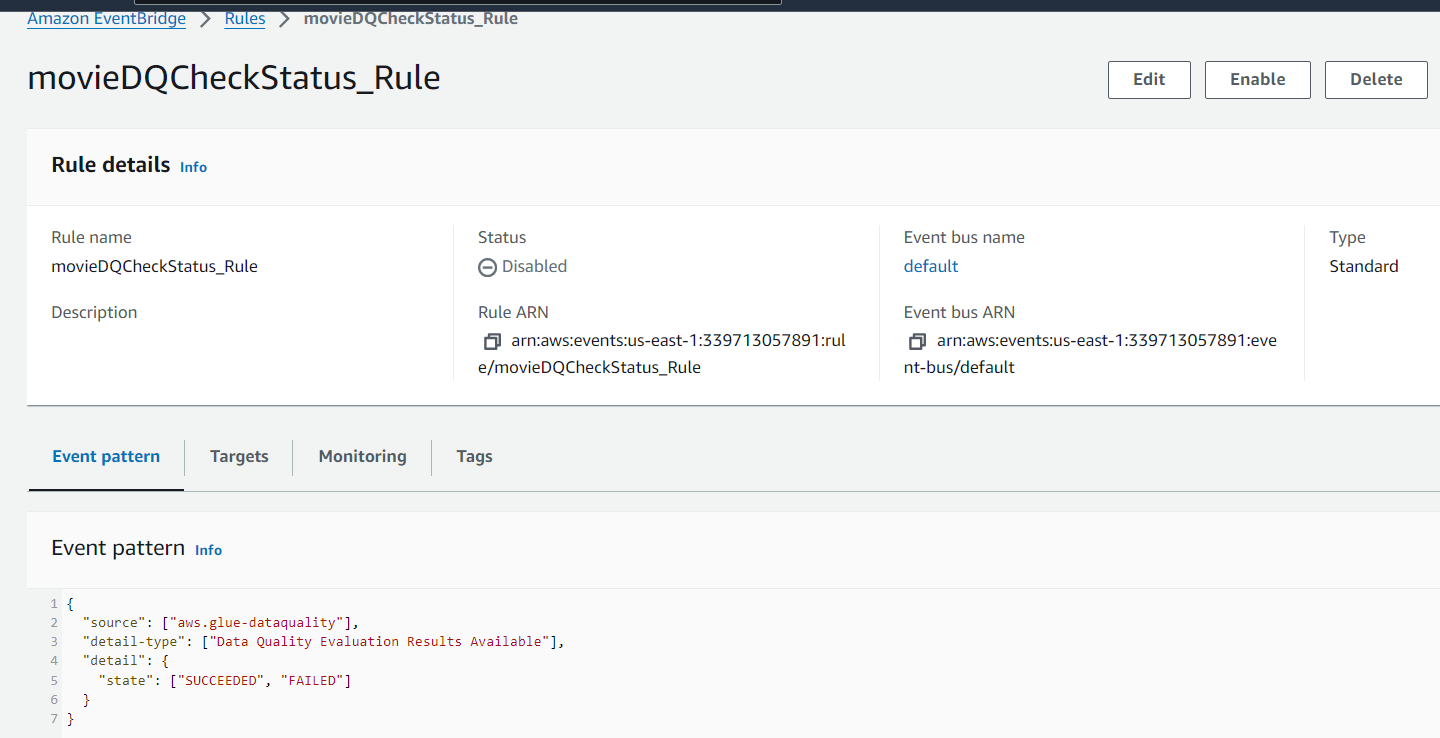 Amazon EventBridge > Rules > movieDQCheckStatus_Rule
movieDQCheckStatus_Rule
Edit
Enable
Delete
Rule details Info
Rule name
movieDQCheckStatus_Rule
Description
Status
Disabled
Rule ARN
arn:aws:events:us-east-1:339713057891:rul
e/movieDQCheckStatus_Rule
Event bus name
default
Event bus ARN
arn:aws:events:us-east-1:339713057891:eve
nt-bus/default
Type
Standard
Event pattern
Targets
Monitoring
Tags
Event pattern Info
1 {
2 "source": ["aws.glue-dataquality"],
3 "detail-type": ["Data Quality Evaluation Results Available"],
4 "detail": {
5 "state": ["SUCCEEDED", "FAILED"]
6 }
7 }